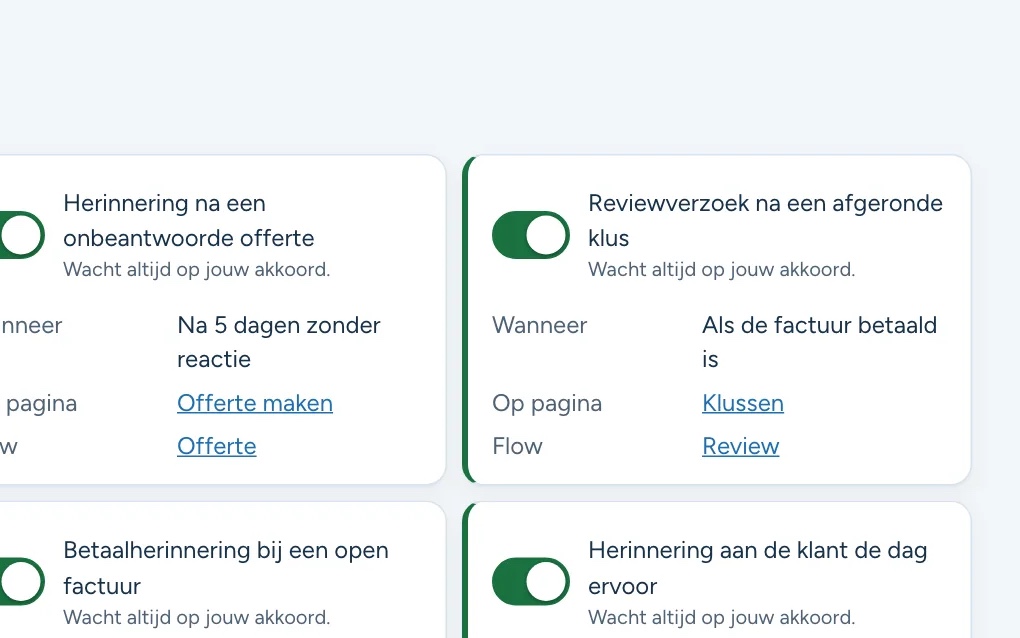 Herinnering na een
onbeantwoorde offerte
Wacht altijd op jouw akkoord.
nneer
Na 5 dagen zonder
reactie
pagina
Offerte maken
w
Offerte
Reviewverzoek na een afgeronde
klus
Wacht altijd op jouw akkoord.
Wanneer
Als de factuur betaald
is
Op pagina
Klussen
Flow
Review
Betaalherinnering bij een open
factuur
Wacht altijd op jouw akkoord.
Herinnering aan de klant de dag
ervoor
Wacht altijd op jouw akkoord.